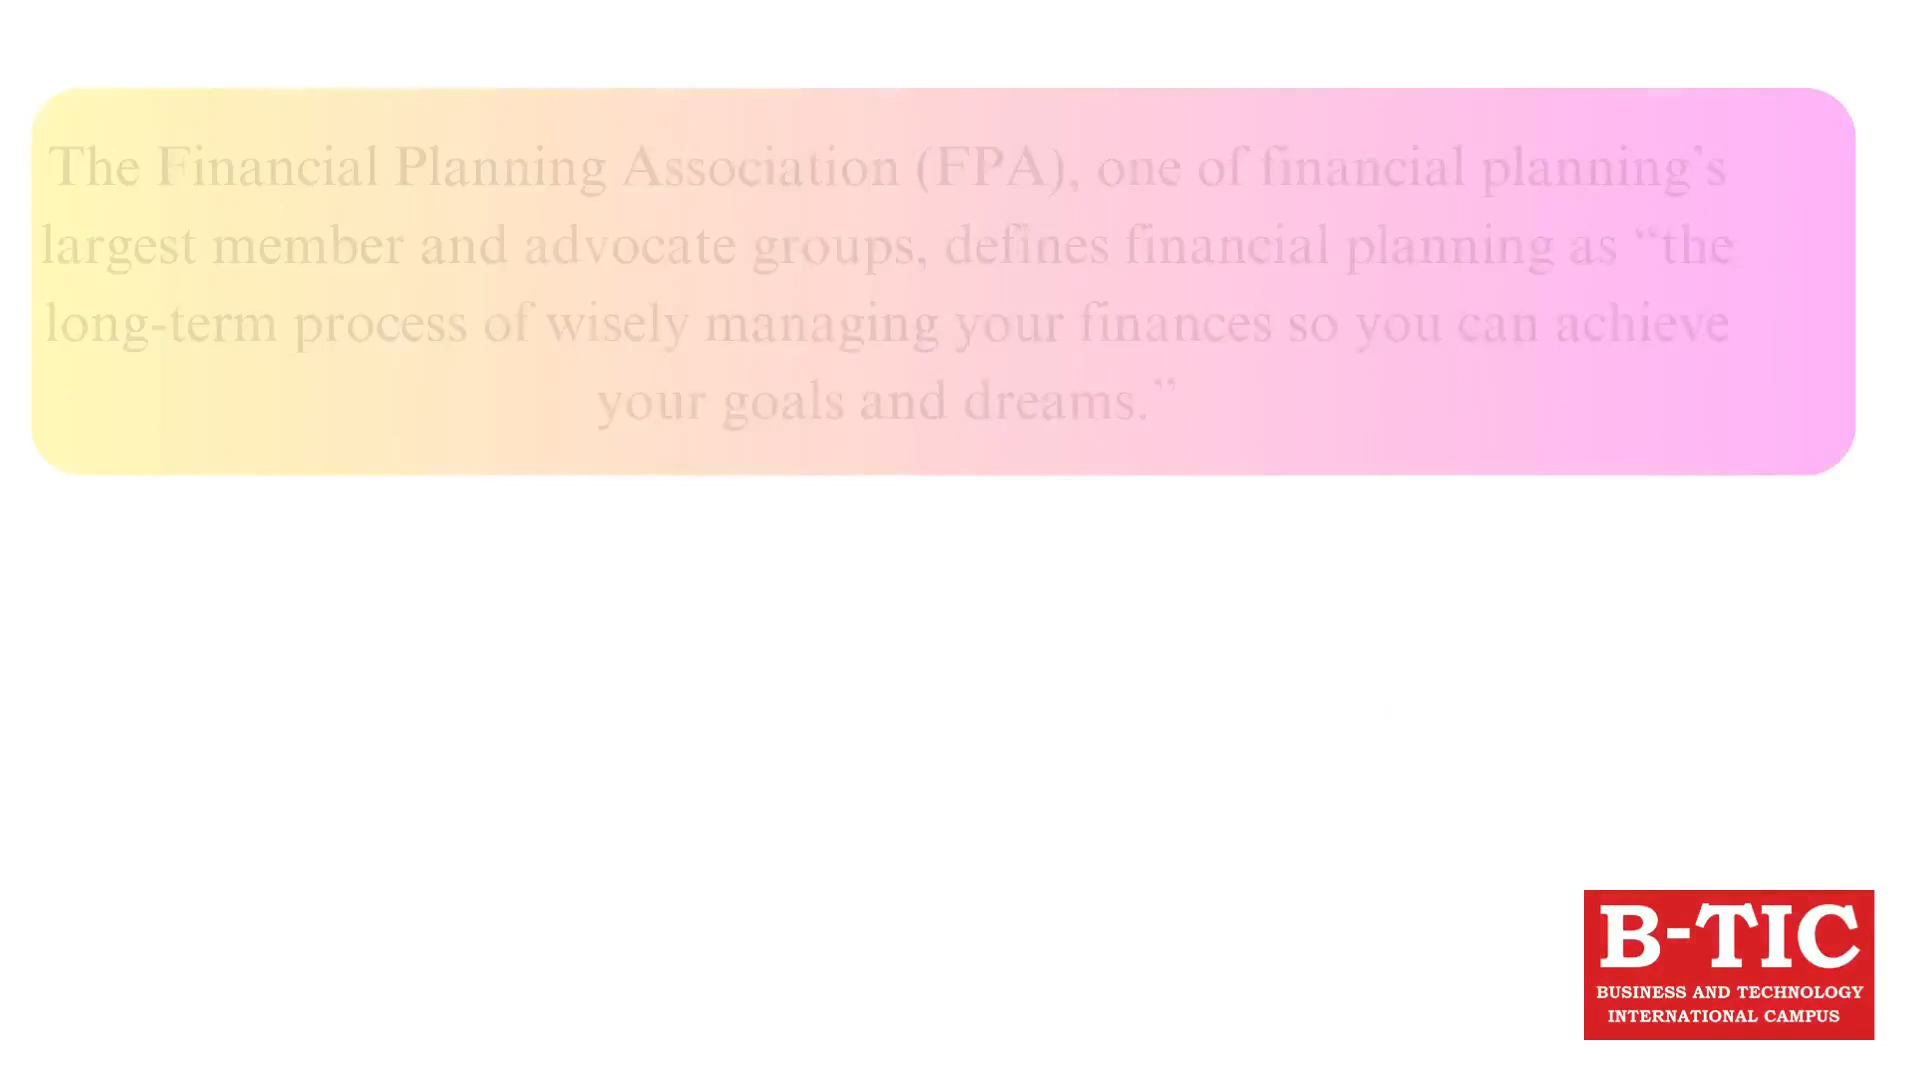 The Financial Planning Association (FPA), one of financial planning’s
largest member and advocate groups, defines financial planning as “the
long-term process of wisely managing your finances so you can achieve
your goals and dreams.”
B-TIC
BUSINESS AND TECHNOLOGY
INTERNATIONAL CAMPUS